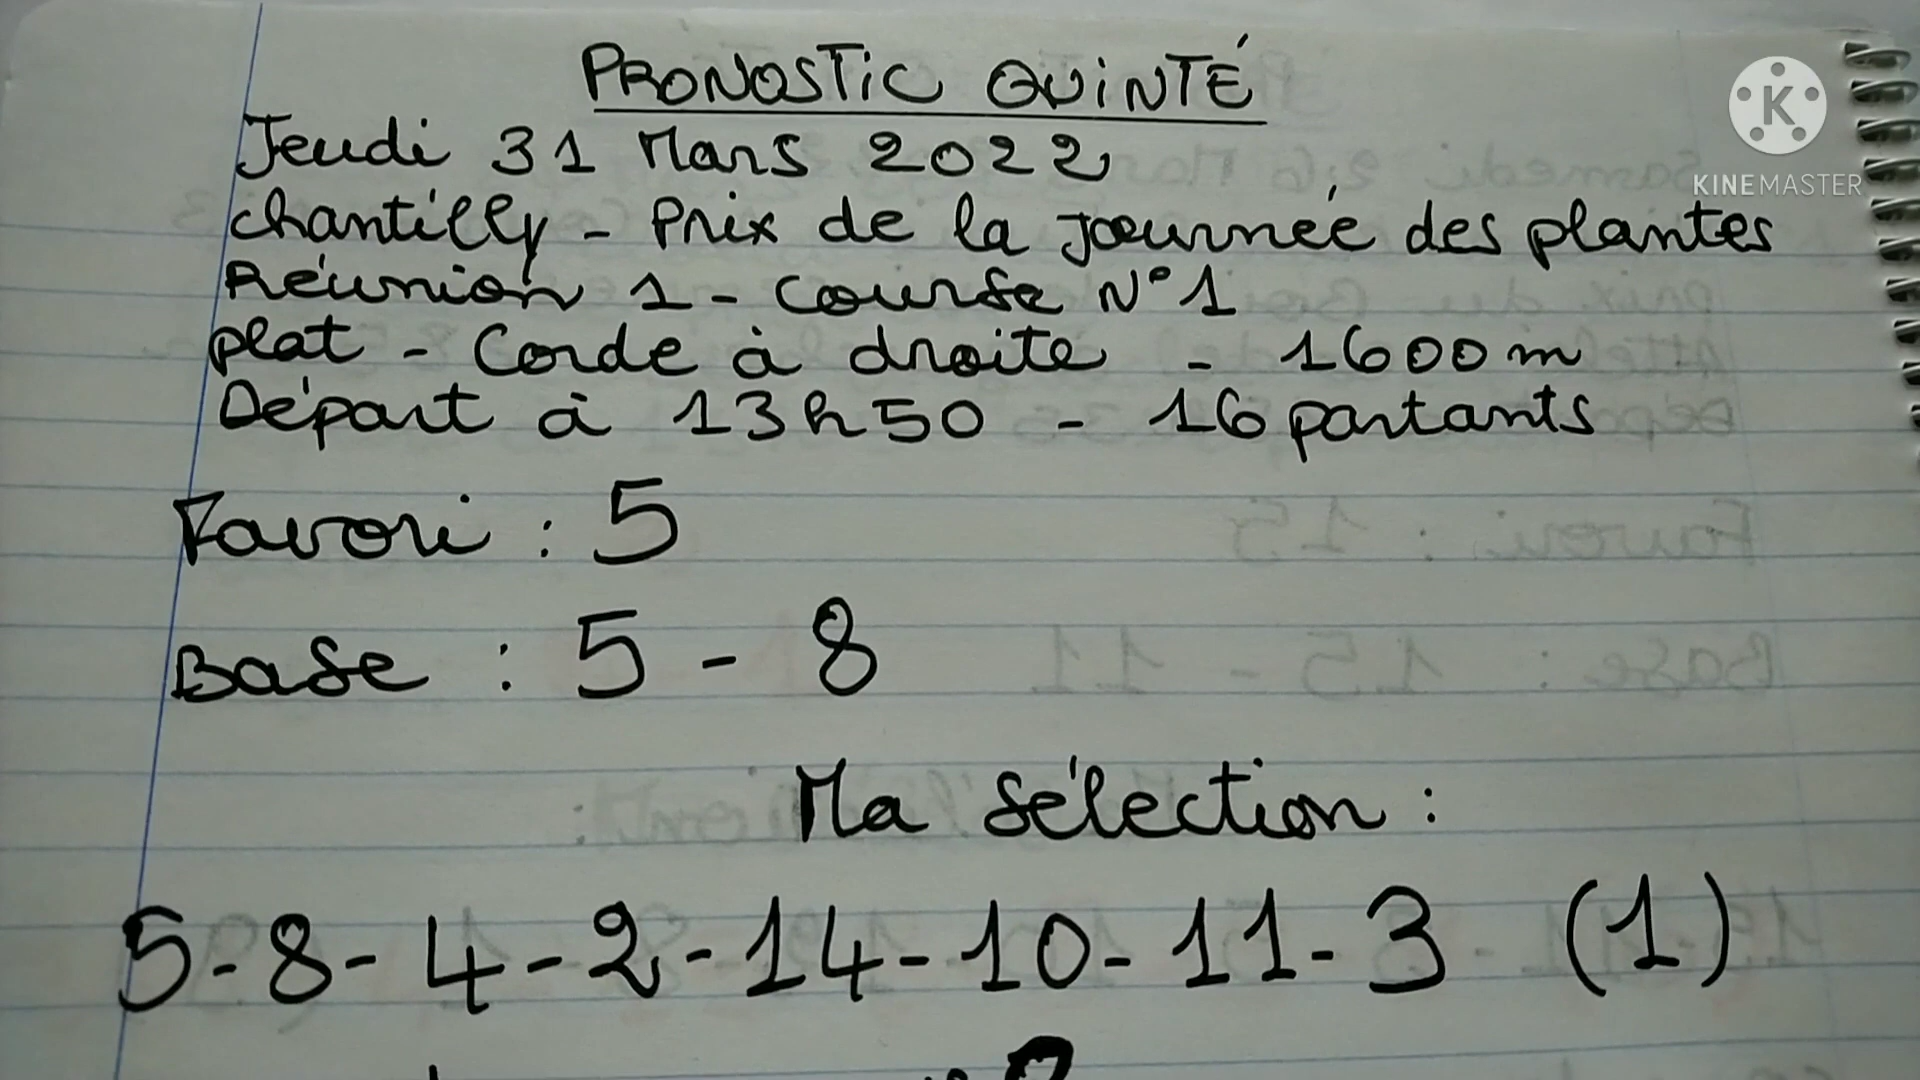 PRONOSTIC QUINTÉ
Jeudi 31 Mars 2022
Chantilly - Prix de la journée des plantes
Réunion 1 - Course N°1
plat - Corde à droite - 1600 m
Départ à 13h50 - 16 partants
Favori : 5
Base : 5 - 8
Ma sélection :
5-8-4-2-14-10-11-3 (1)
K
KINEMASTER